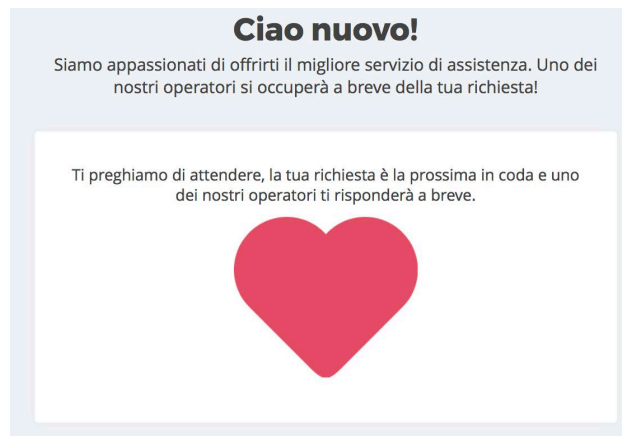 Ciao nuovo!
Siamo appassionati di offrirti il migliore servizio di assistenza. Uno dei
nostri operatori si occuperà a breve della tua richiesta!
Ti preghiamo di attendere, la tua richiesta è la prossima in coda e uno
dei nostri operatori ti risponderà a breve.